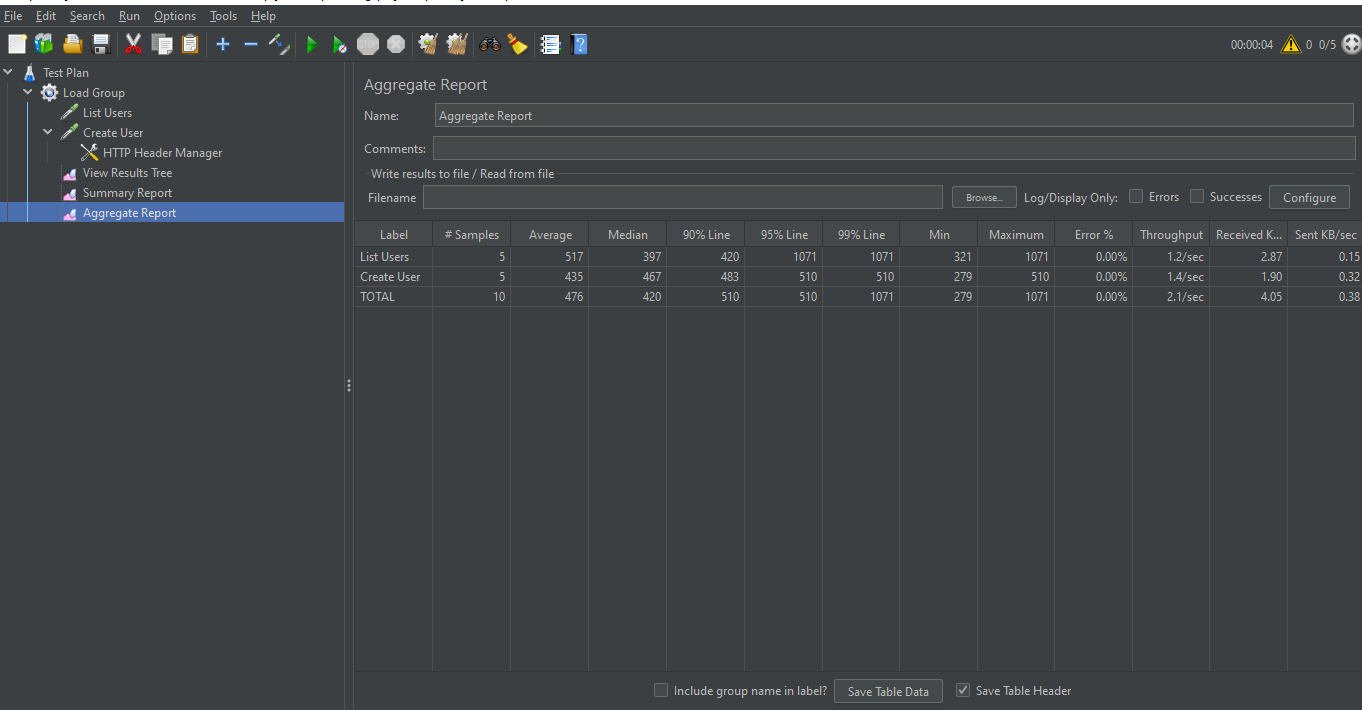 File Edit Search Run Options Tools Help
00:00:04 0 0/5
Test Plan
Load Group
List Users
Create User
HTTP Header Manager
View Results Tree
Summary Report
Aggregate Report
Aggregate Report
Name: Aggregate Report
Comments:
Write results to file / Read from file
Filename Browse... Log/Display Only: Errors Successes Configure
Label # Samples Average Median 90% Line 95% Line 99% Line Min Maximum Error % Throughput Received K... Sent KB/sec
List Users 5 517 397 420 1071 1071 321 1071 0.00% 1.2/sec 2.87 0.15
Create User 5 435 467 483 510 510 279 510 0.00% 1.4/sec 1.90 0.32
TOTAL 10 476 420 510 510 1071 279 1071 0.00% 2.1/sec 4.05 0.38
Include group name in label? Save Table Data Save Table Header